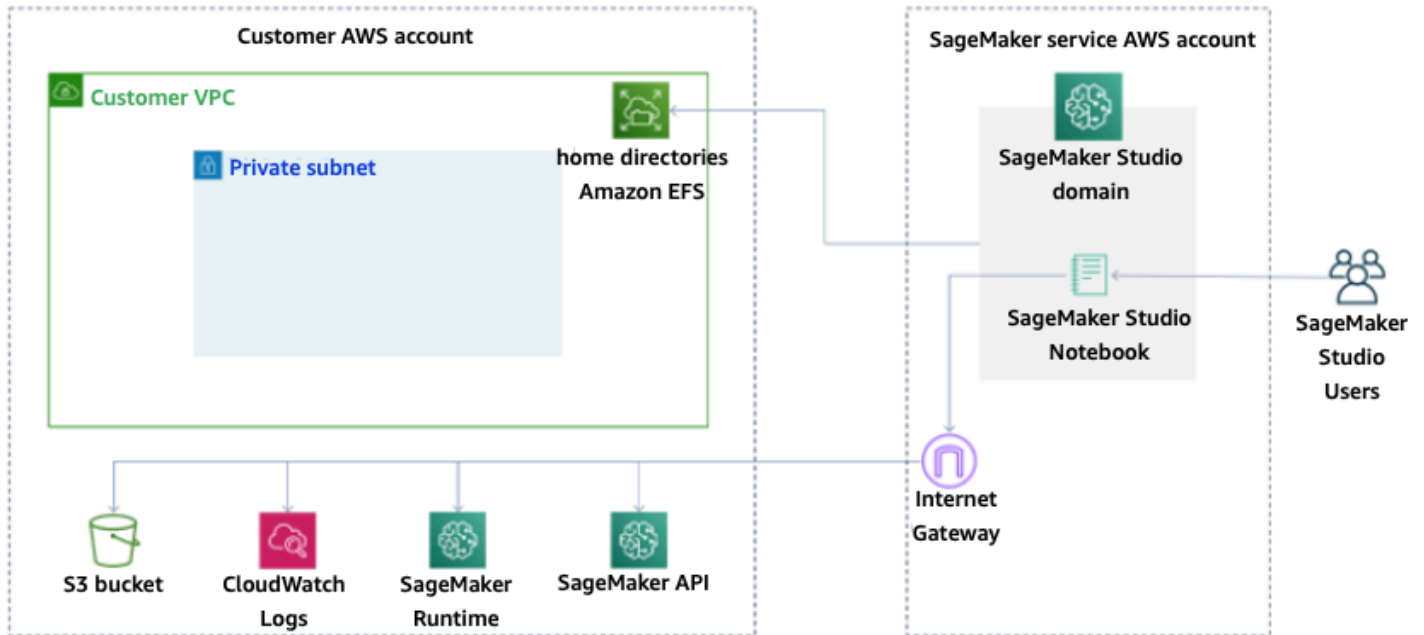 Customer AWS account
Customer VPC
home directories
Amazon EFS
Private subnet
S3 bucket
CloudWatch
Logs
SageMaker
Runtime
SageMaker API
SageMaker service AWS account
SageMaker Studio
domain
SageMaker Studio
Notebook
Internet
Gateway
SageMaker
Studio
Users